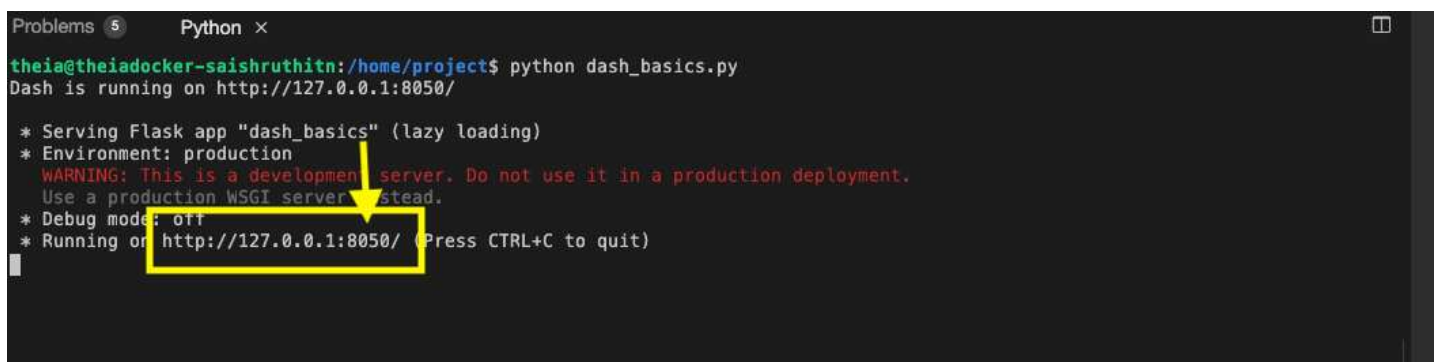 Problems 5 Python ×
theia@theiadocker-saishruthitn:/home/project$ python dash_basics.py
Dash is running on http://127.0.0.1:8050/
* Serving Flask app "dash_basics" (lazy loading)
* Environment: production
WARNING: This is a development server. Do not use it in a production deployment.
Use a production WSGI server instead.
* Debug mode: off
* Running on http://127.0.0.1:8050/ (Press CTRL+C to quit)